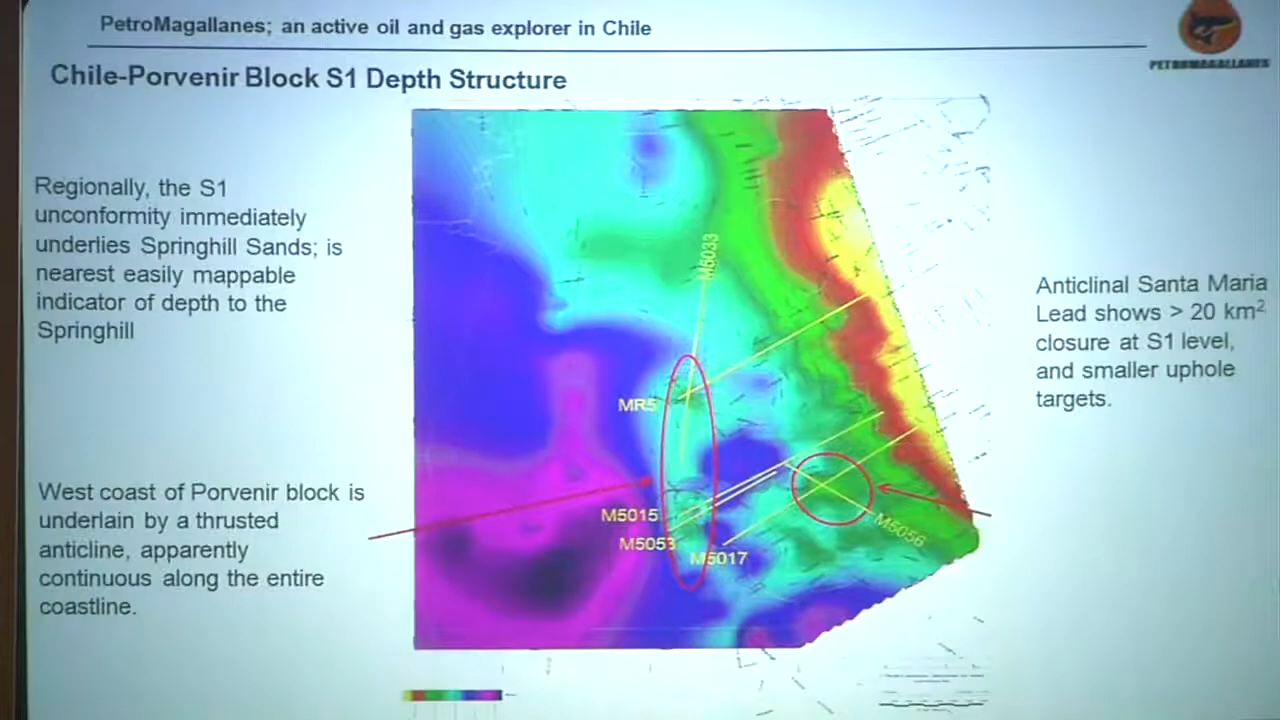 PetroMagallanes; an active oil and gas explorer in Chile
PETROMAGALLANES
Chile-Porvenir Block S1 Depth Structure
Regionally, the S1
unconformity immediately
underlies Springhill Sands; is
nearest easily mappable
indicator of depth to the
Springhill
West coast of Porvenir block is
underlain by a thrusted
anticline, apparently
continuous along the entire
coastline.
M5033
MR5
M5015
M5053
M5017
M5056
Anticlinal Santa Maria
Lead shows > 20 km²
closure at S1 level,
and smaller uphole
targets.